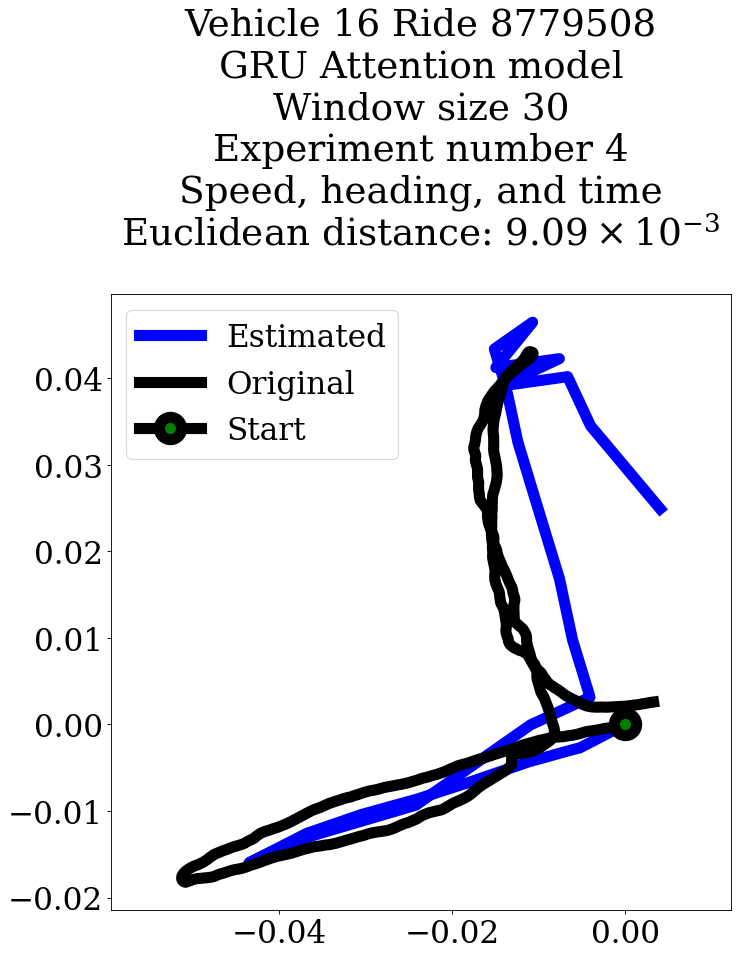 Vehicle 16 Ride 8779508
GRU Attention model
Window size 30
Experiment number 4
Speed, heading, and time
Euclidean distance: 9.09 × 10⁻³
Estimated
Original
Start
0.04
0.03
0.02
0.01
0.00
−0.01
−0.02
−0.04 −0.02 0.00